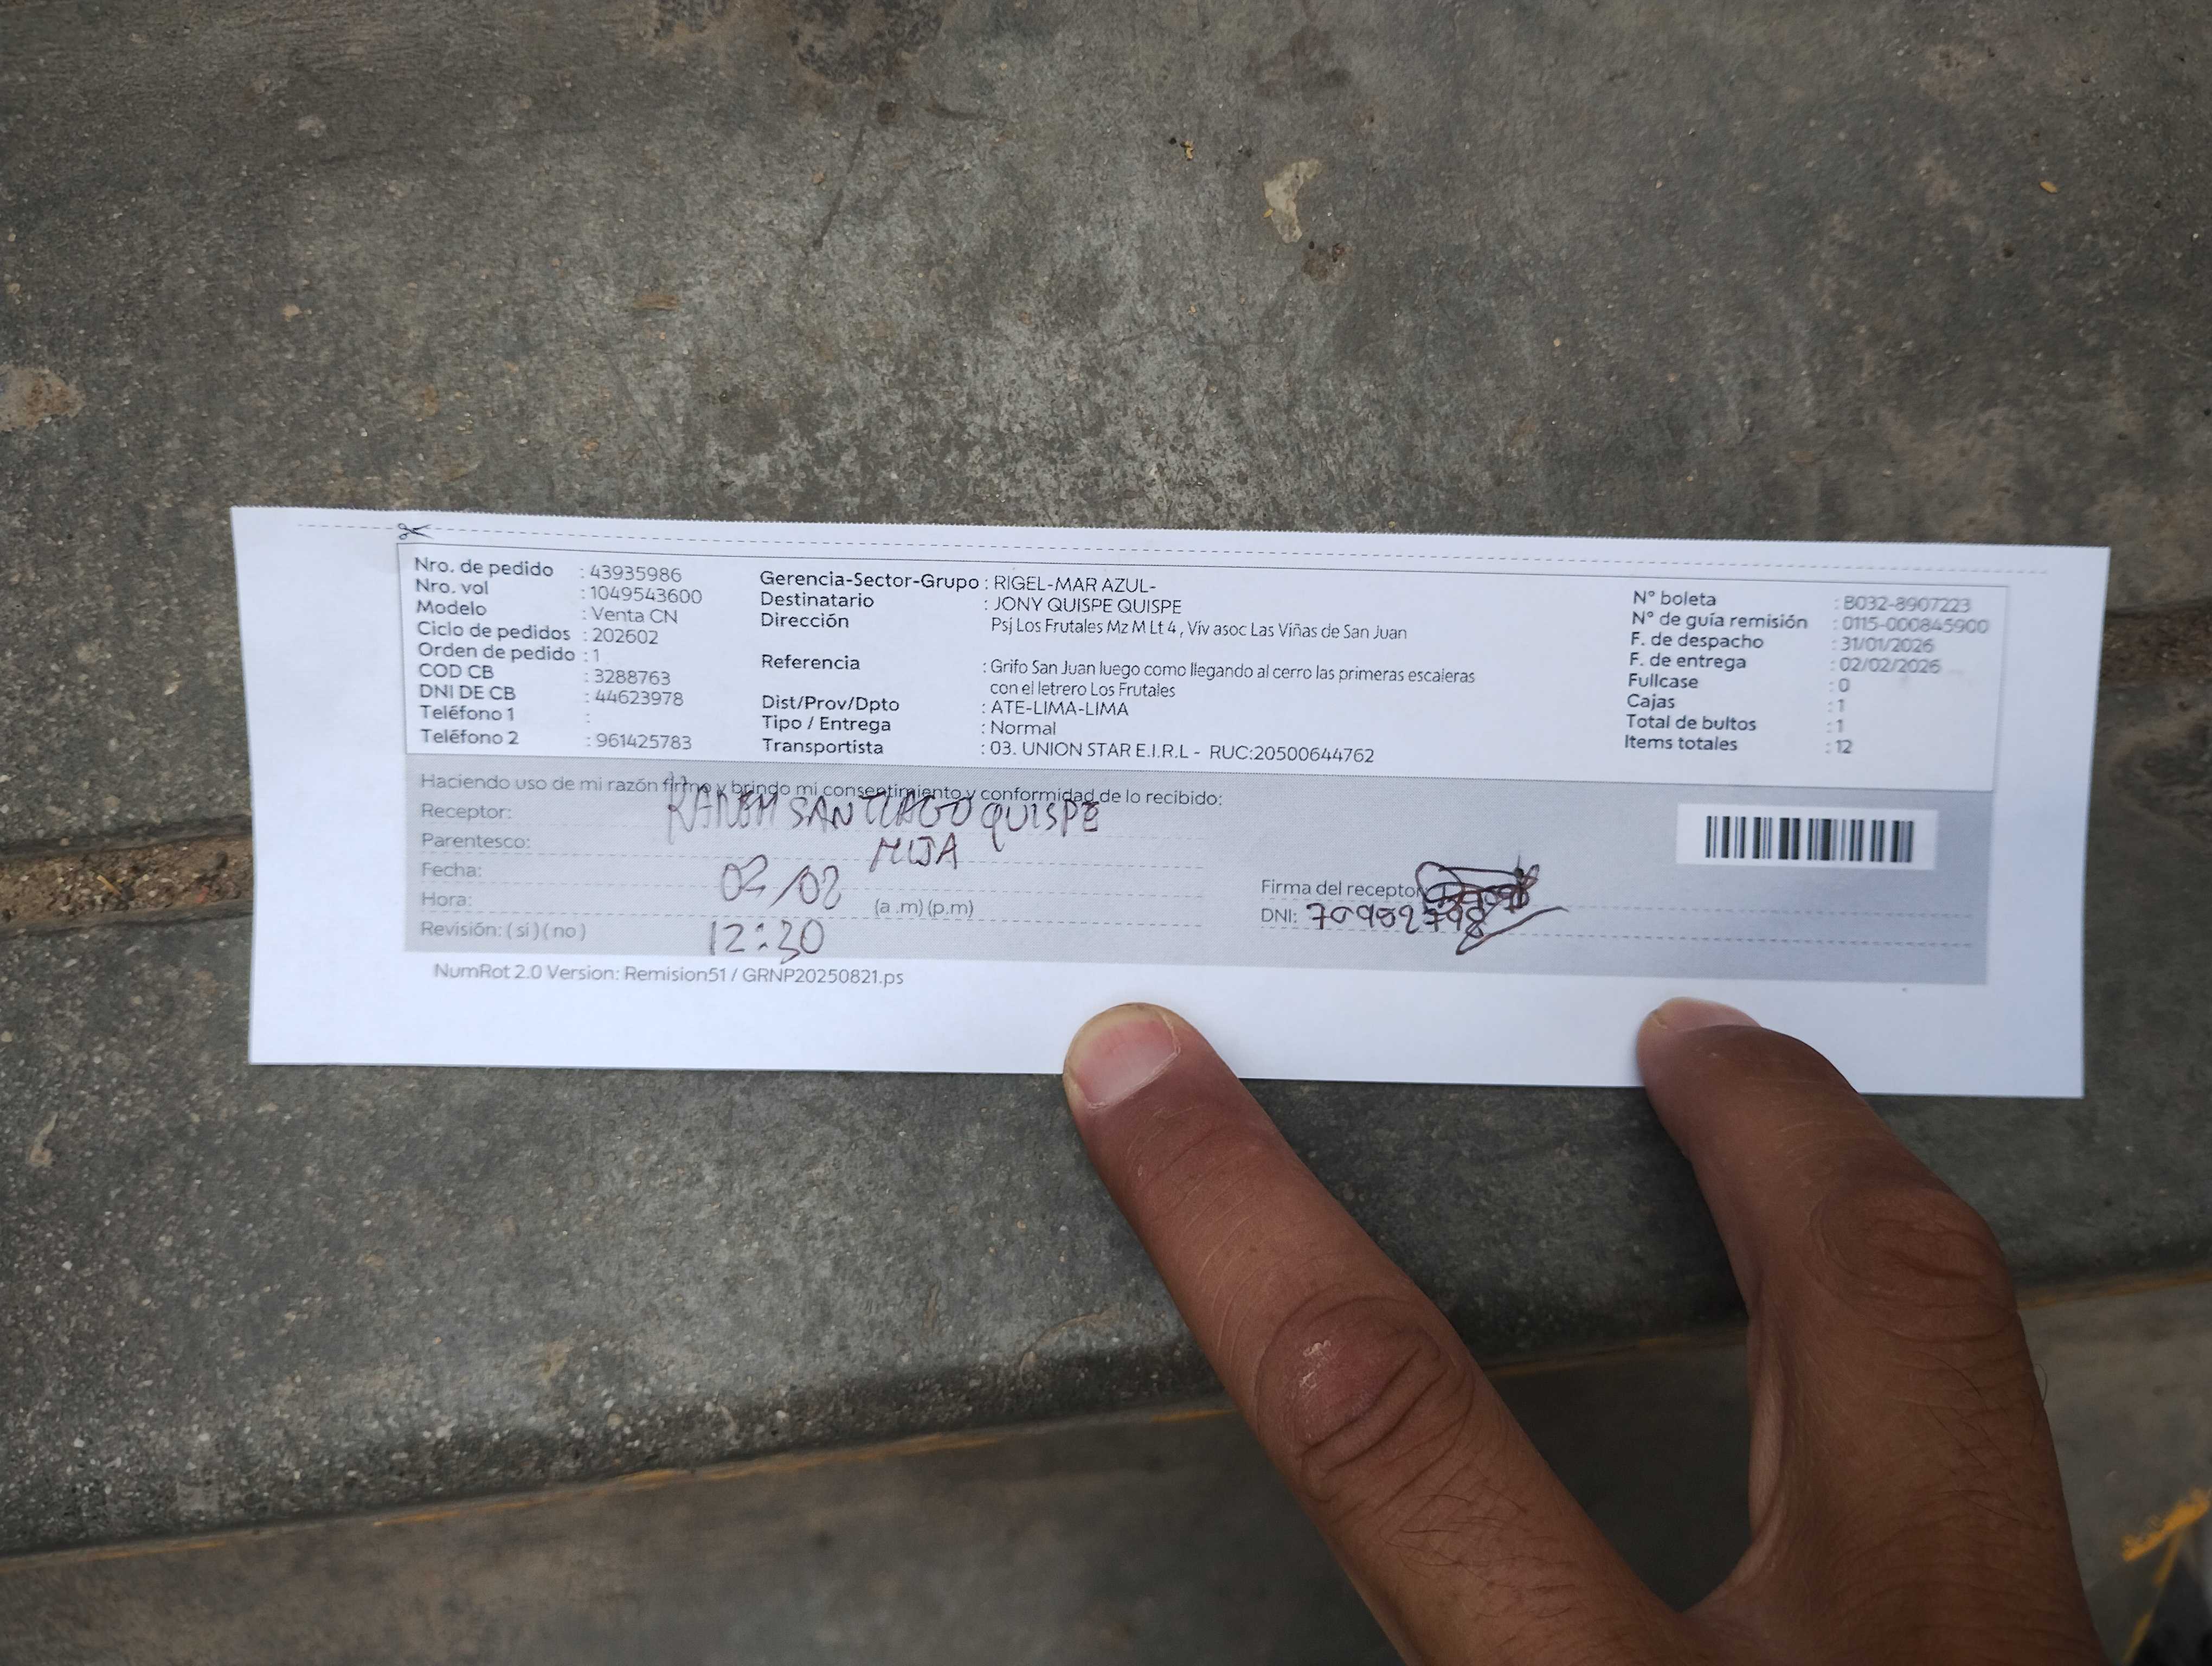 Nro. de pedido : 43935986
Nro. vol : 1049543600
Modelo : Venta CN
Ciclo de pedidos : 202602
Orden de pedido : 1
COD CB : 3288763
DNI DE CB : 44623978
Teléfono 1 :
Teléfono 2 : 961425783
Gerencia-Sector-Grupo : RIGEL-MAR AZUL-
Destinatario : JONY QUISPE QUISPE
Dirección Psj Los Frutales Mz M Lt 4 , Viv asoc Las Viñas de San Juan
Referencia : Grifo San Juan luego como llegando al cerro las primeras escaleras
con el letrero Los Frutales
Dist/Prov/Dpto : ATE-LIMA-LIMA
Tipo / Entrega : Normal
Transportista : 03. UNION STAR E.I.R.L - RUC:20500644762
N° boleta : B032-8907223
N° de guía remisión : 0115-000845900
F. de despacho : 31/01/2026
F. de entrega : 02/02/2026
Fullcase : 0
Cajas : 1
Total de bultos : 1
Items totales : 12
Haciendo uso de mi razón firmo y brindo mi consentimiento y conformidad de lo recibido:
Receptor: SANTIAGO QUISPE
Parentesco: HIJA
Fecha: 02/02
Hora: (a .m) (p.m)
12:30
Revisión: ( si ) ( no )
Firma del receptor
DNI:
NumRot 2.0 Version: Remision51 / GRNP20250821.ps